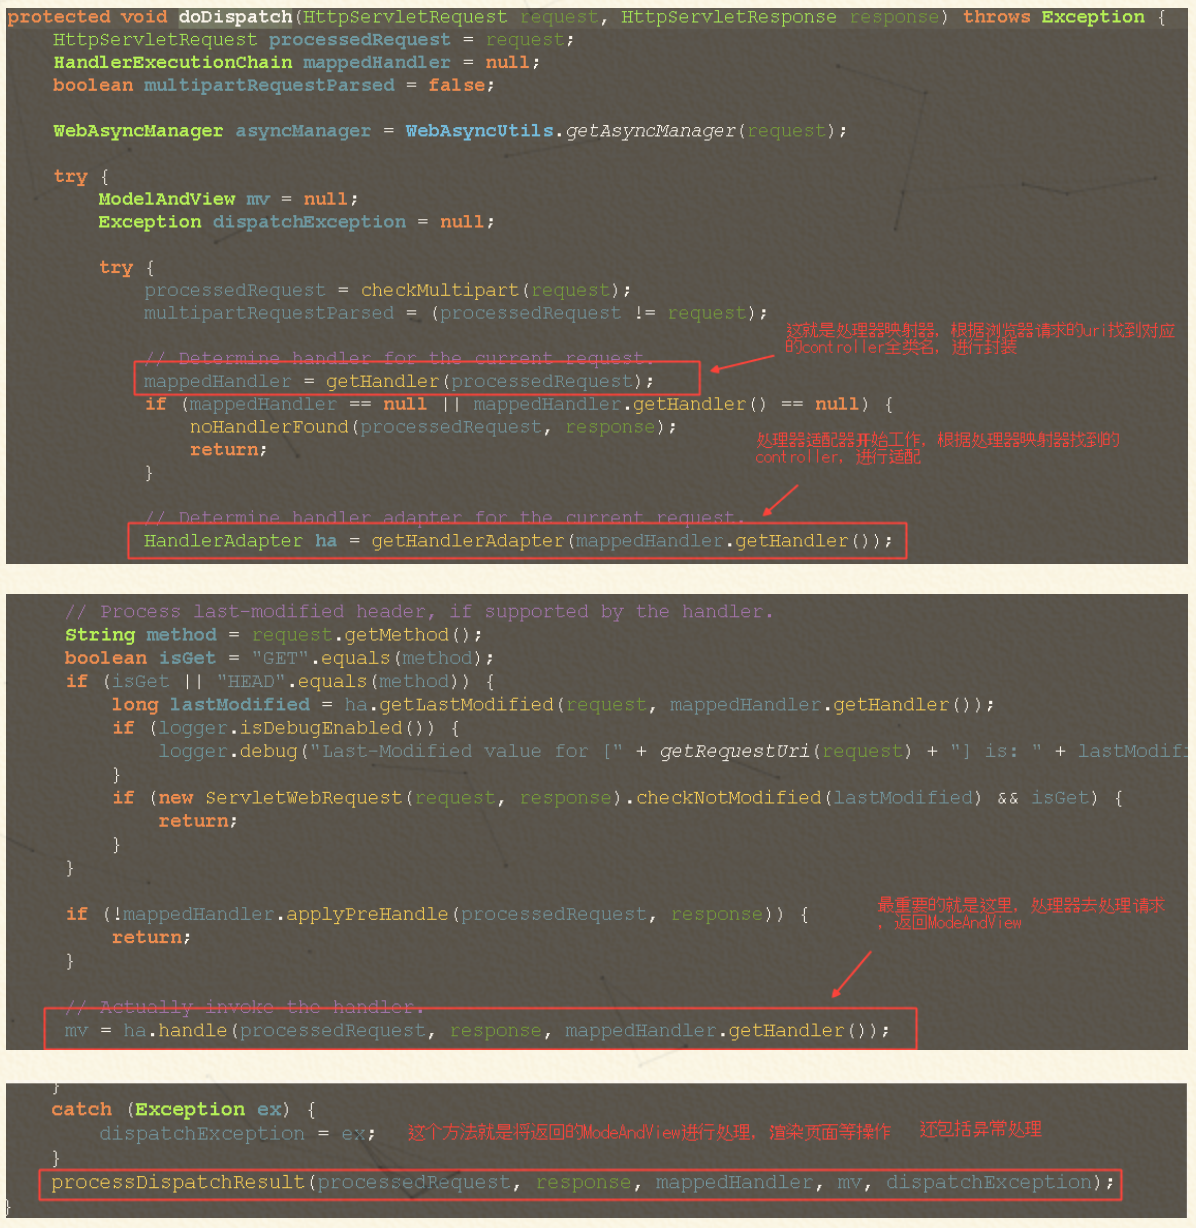 protected void doDispatch(HttpServletRequest request, HttpServletResponse response) throws Exception {
HttpServletRequest processedRequest = request;
HandlerExecutionChain mappedHandler = null;
boolean multipartRequestParsed = false;
WebAsyncManager asyncManager = WebAsyncUtils.getAsyncManager(request);
try {
ModelAndView mv = null;
Exception dispatchException = null;
try {
processedRequest = checkMultipart(request);
multipartRequestParsed = (processedRequest != request);
这就是处理器映射器，根据浏览器请求的uri找到对应
的controller全类名，进行封装
// Determine handler for the current request.
mappedHandler = getHandler(processedRequest);
if (mappedHandler == null || mappedHandler.getHandler() == null) {
noHandlerFound(processedRequest, response);
return;
}
处理器适配器开始工作，根据处理器映射器找到的
controller，进行适配
// Determine handler adapter for the current request.
HandlerAdapter ha = getHandlerAdapter(mappedHandler.getHandler());
// Process last-modified header, if supported by the handler.
String method = request.getMethod();
boolean isGet = "GET".equals(method);
if (isGet || "HEAD".equals(method)) {
long lastModified = ha.getLastModified(request, mappedHandler.getHandler());
if (logger.isDebugEnabled()) {
logger.debug("Last-Modified value for [" + getRequestUri(request) + "] is: " + lastModifi
}
if (new ServletWebRequest(request, response).checkNotModified(lastModified) && isGet) {
return;
}
}
if (!mappedHandler.applyPreHandle(processedRequest, response)) {
return;
}
最重要的就是这里，处理器去处理请求
，返回ModeAndView
// Actually invoke the handler.
mv = ha.handle(processedRequest, response, mappedHandler.getHandler());
}
catch (Exception ex) {
dispatchException = ex; 这个方法就是将返回的ModeAndView进行处理，渲染页面等操作 还包括异常处理
}
processDispatchResult(processedRequest, response, mappedHandler, mv, dispatchException);
}